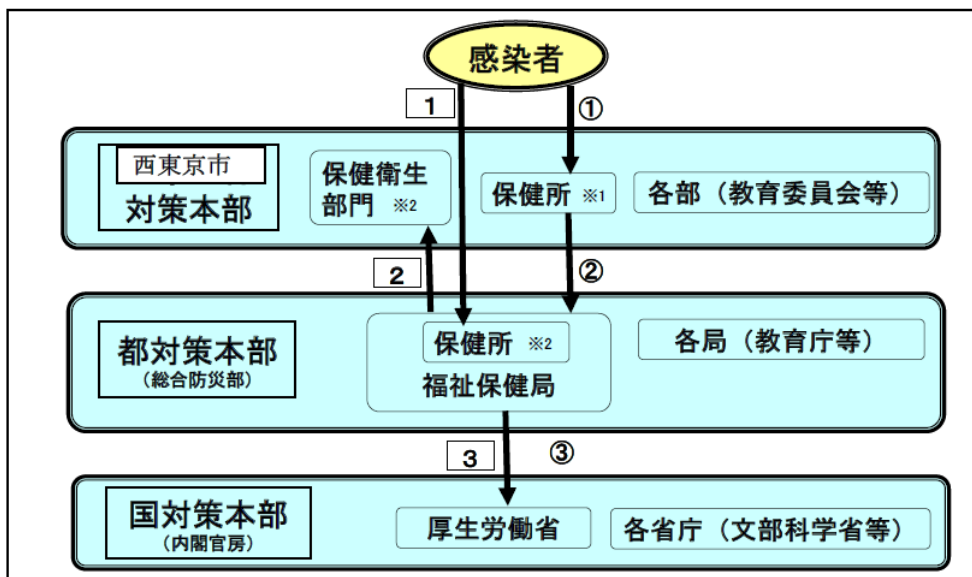 感染者
1
①
西東京市
対策本部
保健衛生
部門 ※2
保健所 ※1
各部（教育委員会等）
2
②
都対策本部
（総合防災部）
保健所 ※2
福祉保健局
各局（教育庁等）
3
③
国対策本部
（内閣官房）
厚生労働省
各省庁（文部科学省等）